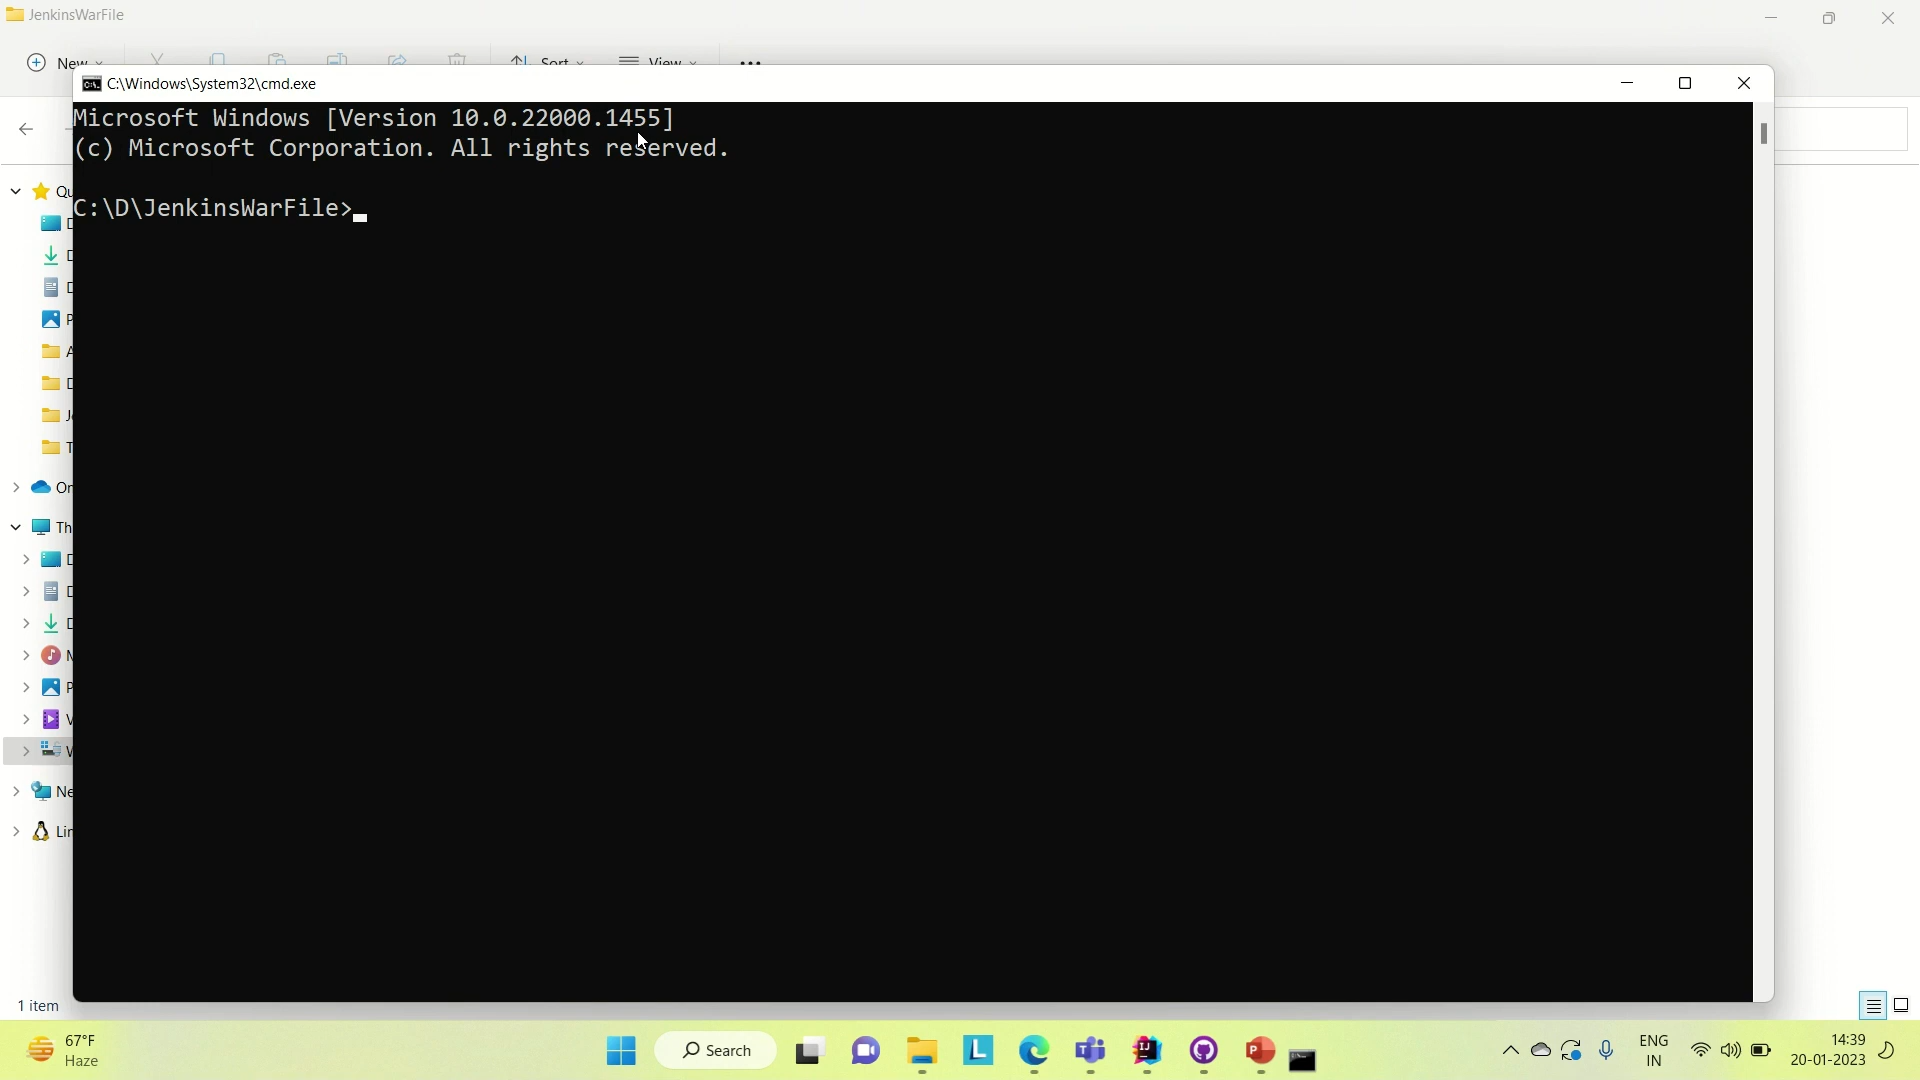 JenkinsWarFile
New
Sort
View
C:\Windows\System32\cmd.exe
Microsoft Windows [Version 10.0.22000.1455]
(c) Microsoft Corporation. All rights reserved.
C:\D\JenkinsWarFile>
1 item
67°F
Haze
Search
ENG
IN
14:39
20-01-2023